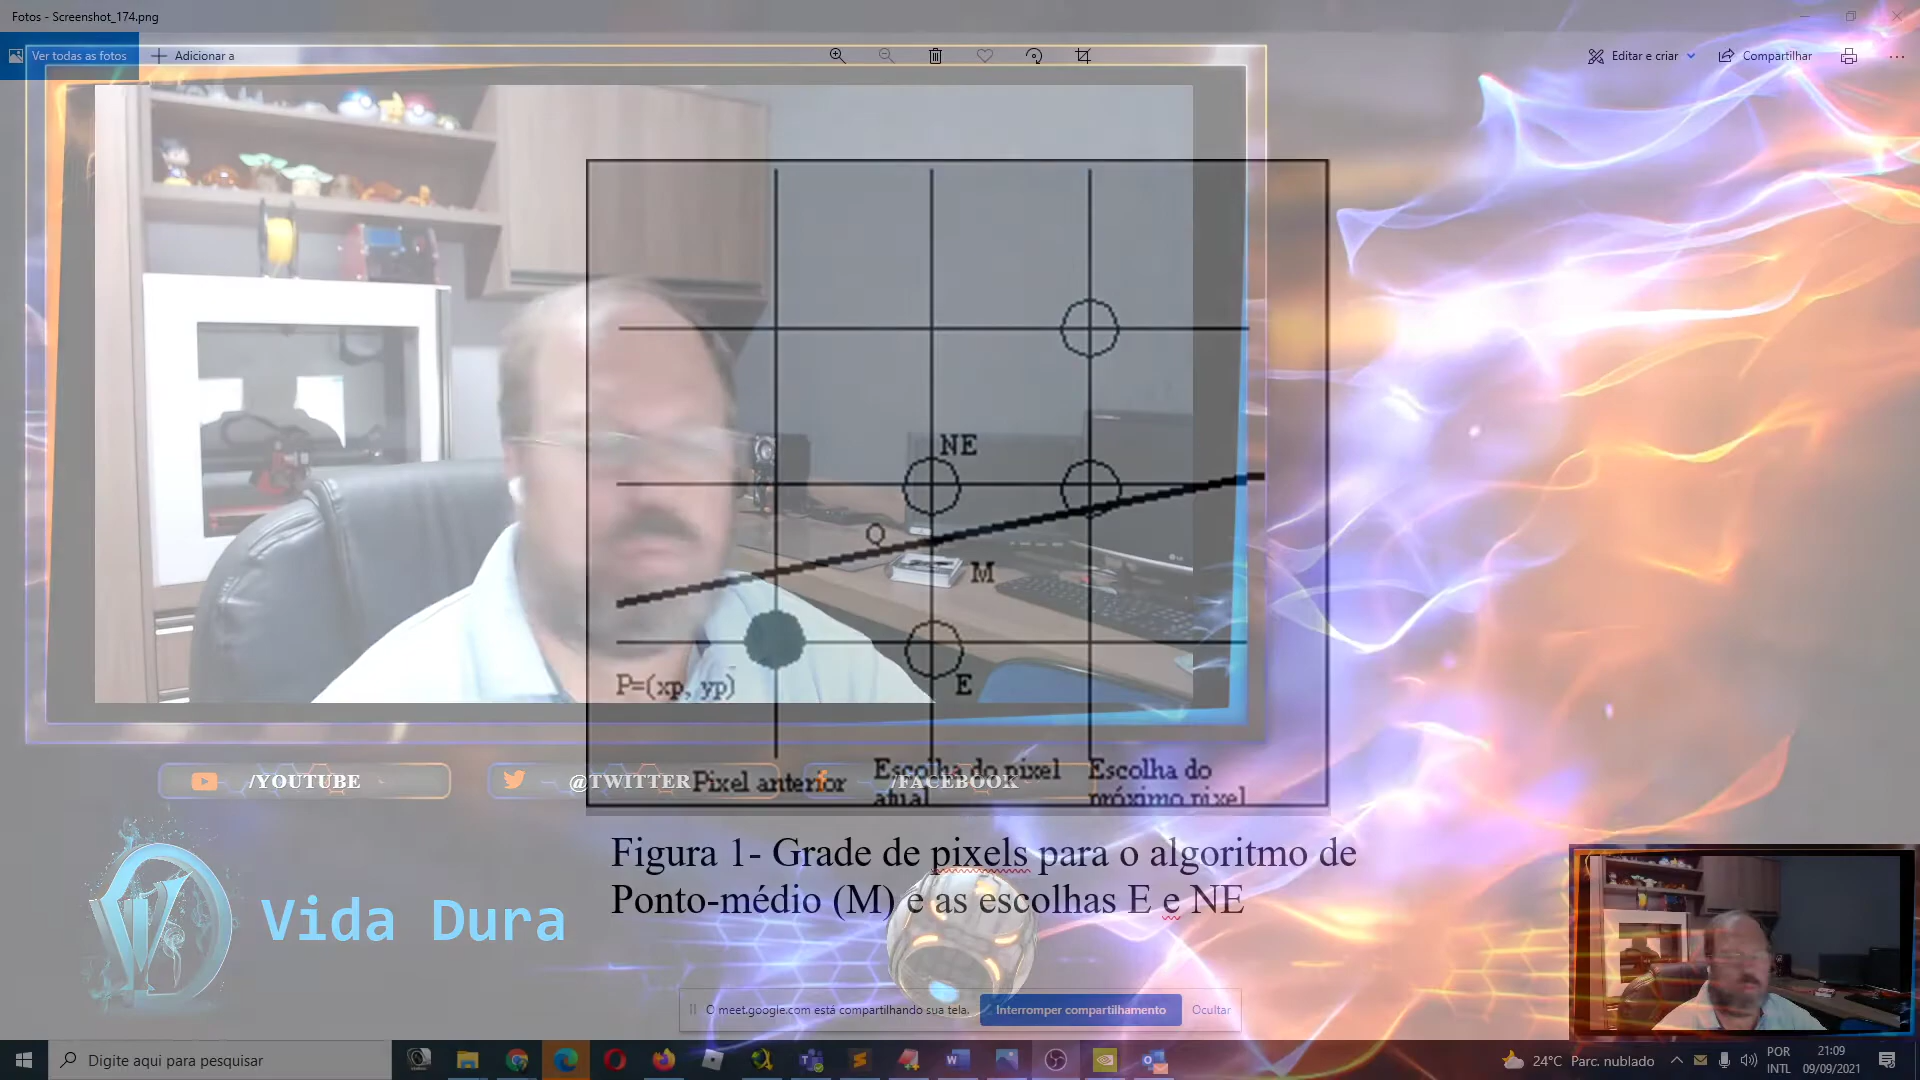 Fotos - Screenshot_174.png
Ver todas as fotos
Adicionar a
Editar e criar
Compartilhar
NE
Q
M
P=(xp, yp)
E
/YOUTUBE
@TWITTER
/FACEBOOK
Pixel anterior
Escolha do pixel
atual
Escolha do
próximo pixel
Figura 1- Grade de pixels para o algoritmo de
Ponto-médio (M) e as escolhas E e NE
Vida Dura
O meet.google.com está compartilhando sua tela.
Interromper compartilhamento
Ocultar
Digite aqui para pesquisar
24°C Parc. nublado
POR
INTL
21:09
09/09/2021